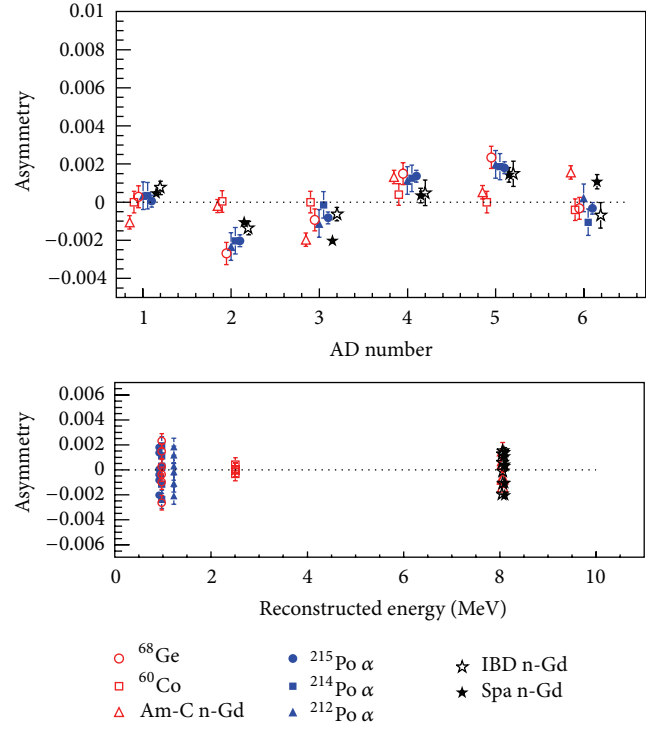 0.01
0.008
0.006
0.004
0.002
0
−0.002
−0.004
Asymmetry
1 2 3 4 5 6
AD number
0.006
0.004
0.002
0
−0.002
−0.004
−0.006
Asymmetry
0 2 4 6 8 10
Reconstructed energy (MeV)
⁶⁸Ge
⁶⁰Co
Am-C n-Gd
²¹⁵Po α
²¹⁴Po α
²¹²Po α
IBD n-Gd
Spa n-Gd